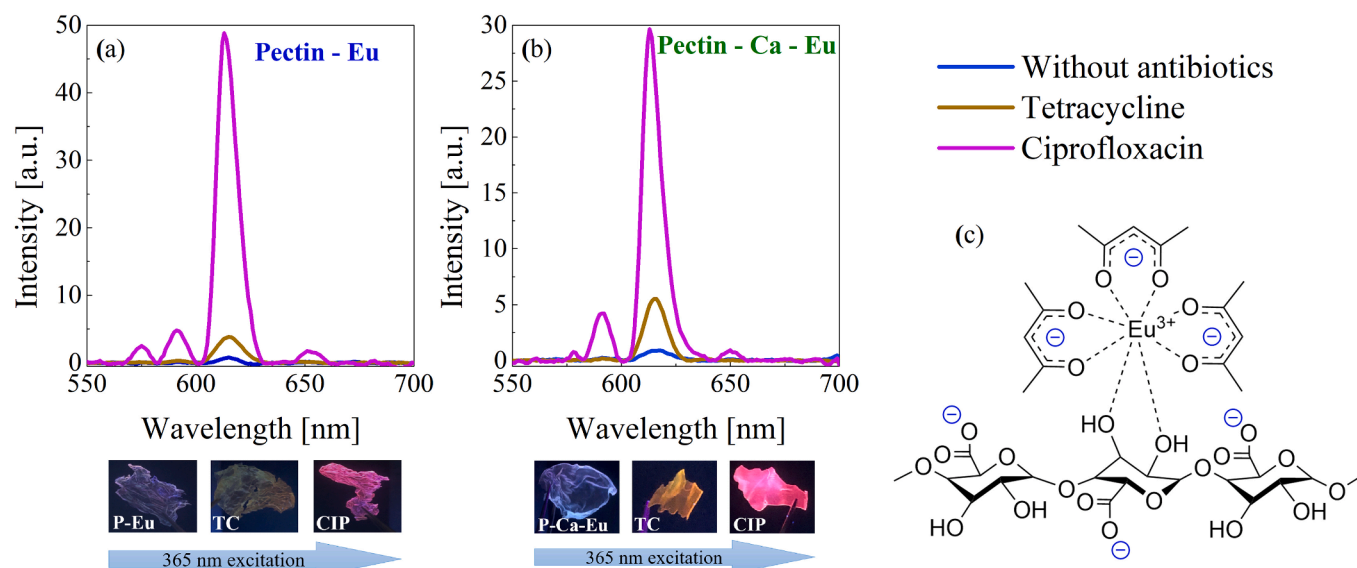 (a)
Pectin - Eu
Intensity [a.u.]
50
40
30
20
10
0
550 600 650 700
Wavelength [nm]
P-Eu TC CIP
365 nm excitation
(b)
Pectin - Ca - Eu
Intensity [a.u.]
30
25
20
15
10
5
0
550 600 650 700
Wavelength [nm]
P-Ca-Eu TC CIP
365 nm excitation
Without antibiotics
Tetracycline
Ciprofloxacin
(c)
O O
O Eu3+ O
O O
HO OH
O O
O O O O O O
HO OH O O HO OH
O